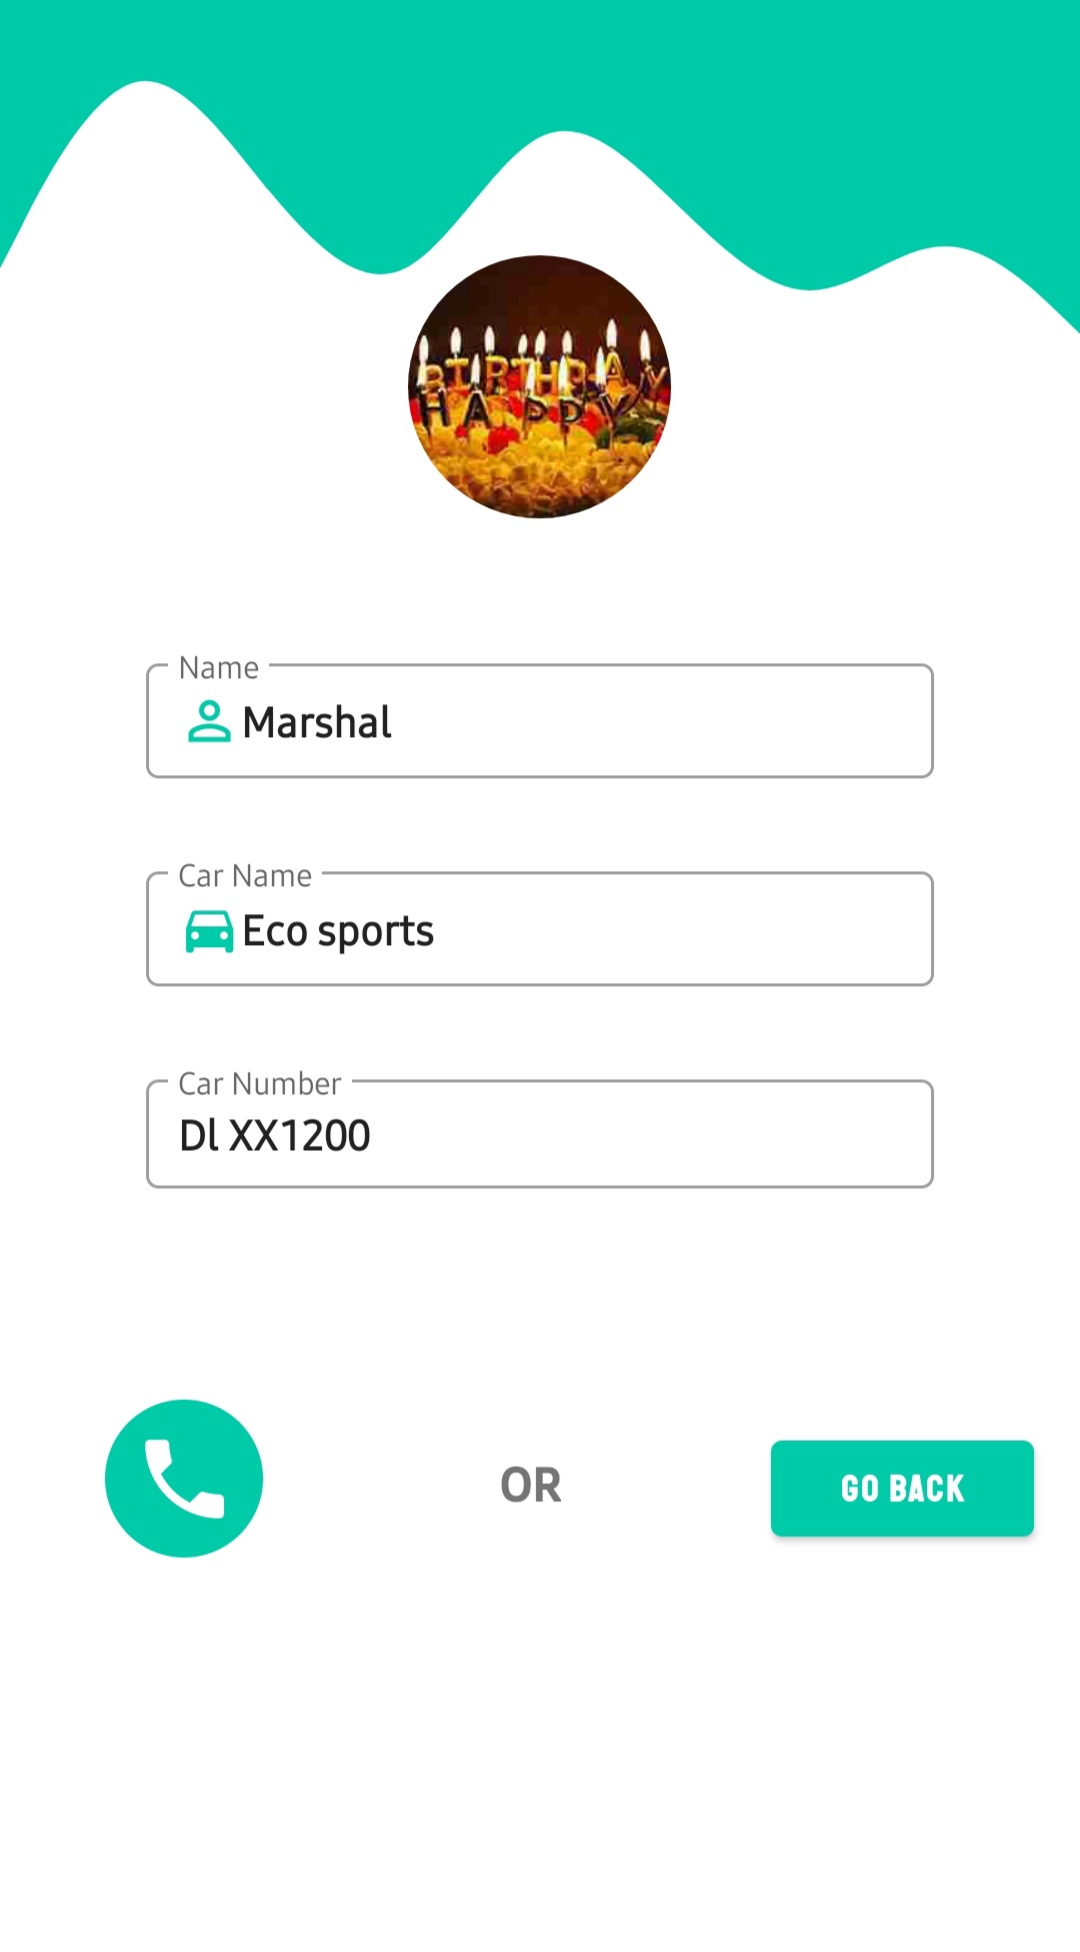 BIRTHDAY
HAPPY
Name
Marshal
Car Name
Eco sports
Car Number
Dl XX1200
OR
GO BACK